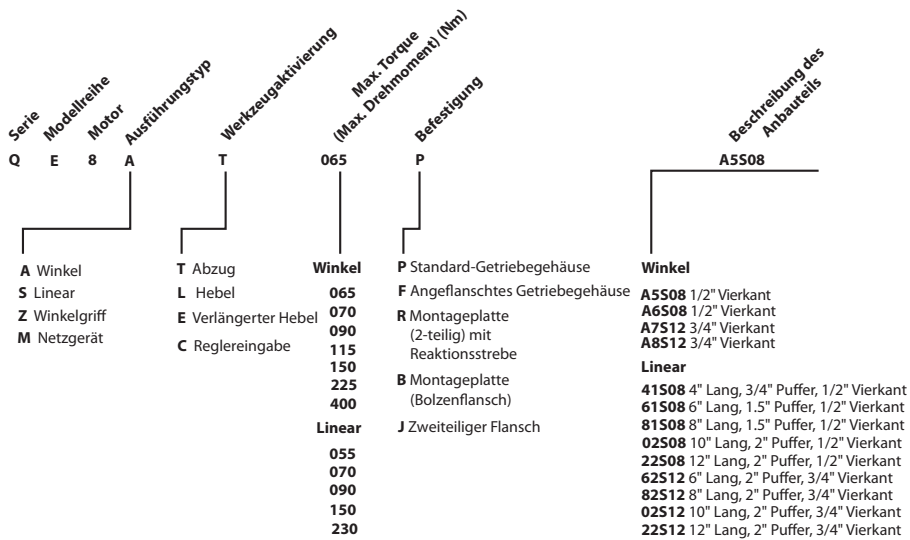 Serie
Modellreihe
Motor
Ausführungstyp
Werkzeugaktivierung
Max. Torque
(Max. Drehmoment) (Nm)
Befestigung
Beschreibung des
Anbauteils
Q E 8 A T 065 P A5S08
A Winkel
S Linear
Z Winkelgriff
M Netzgerät
T Abzug
L Hebel
E Verlängerter Hebel
C Reglereingabe
Winkel
065
070
090
115
150
225
400
Linear
055
070
090
150
230
P Standard-Getriebegehäuse
F Angeflanschtes Getriebegehäuse
R Montageplatte
(2-teilig) mit
Reaktionsstrebe
B Montageplatte
(Bolzenflansch)
J Zweiteiliger Flansch
Winkel
A5S08 1/2" Vierkant
A6S08 1/2" Vierkant
A7S12 3/4" Vierkant
A8S12 3/4" Vierkant
Linear
41S08 4" Lang, 3/4" Puffer, 1/2" Vierkant
61S08 6" Lang, 1.5" Puffer, 1/2" Vierkant
81S08 8" Lang, 1.5" Puffer, 1/2" Vierkant
02S08 10" Lang, 2" Puffer, 1/2" Vierkant
22S08 12" Lang, 2" Puffer, 1/2" Vierkant
62S12 6" Lang, 2" Puffer, 3/4" Vierkant
82S12 8" Lang, 2" Puffer, 3/4" Vierkant
02S12 10" Lang, 2" Puffer, 3/4" Vierkant
22S12 12" Lang, 2" Puffer, 3/4" Vierkant